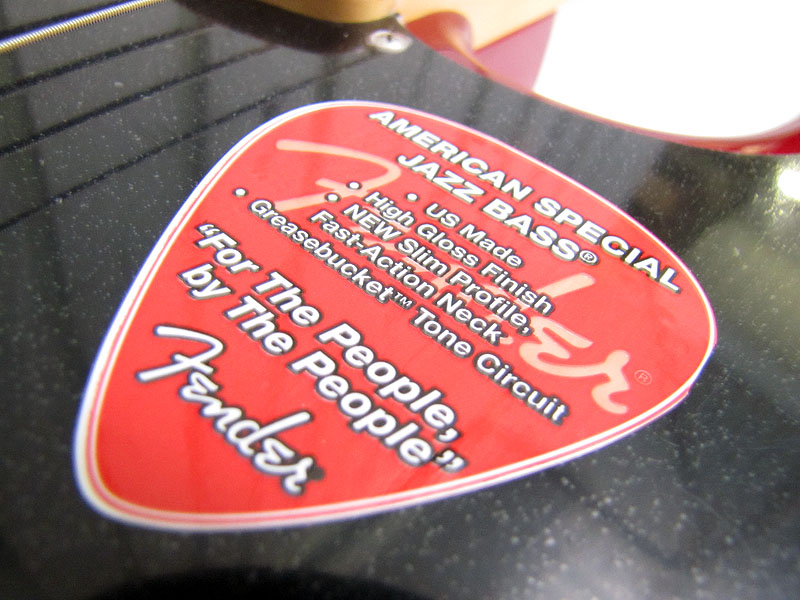 AMERICAN SPECIAL
JAZZ BASS®
• US Made
• High Gloss Finish
• NEW Slim Profile,
Fast-Action Neck
• Greasebucket™ Tone Circuit
Fender®
"For The People,
by The People"
Fender